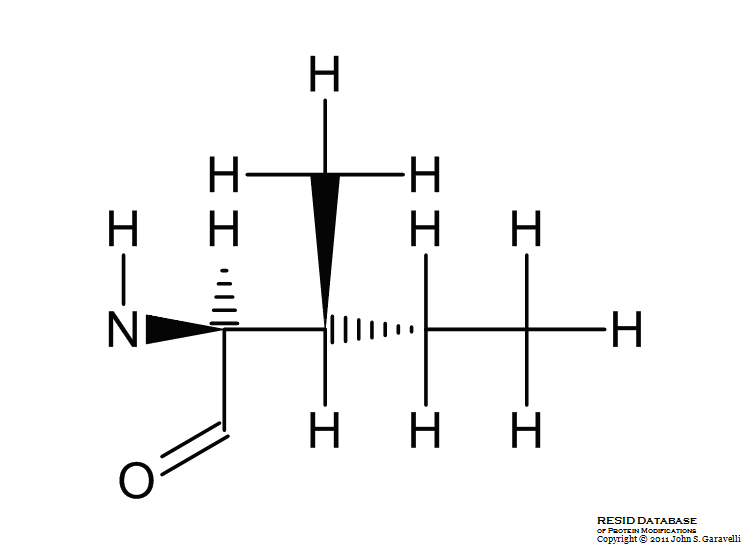 H
H H
H H H H
N H
H H H
O
RESID DATABASE
OF PROTEIN MODIFICATIONS
Copyright © 2011 John S. Garavelli